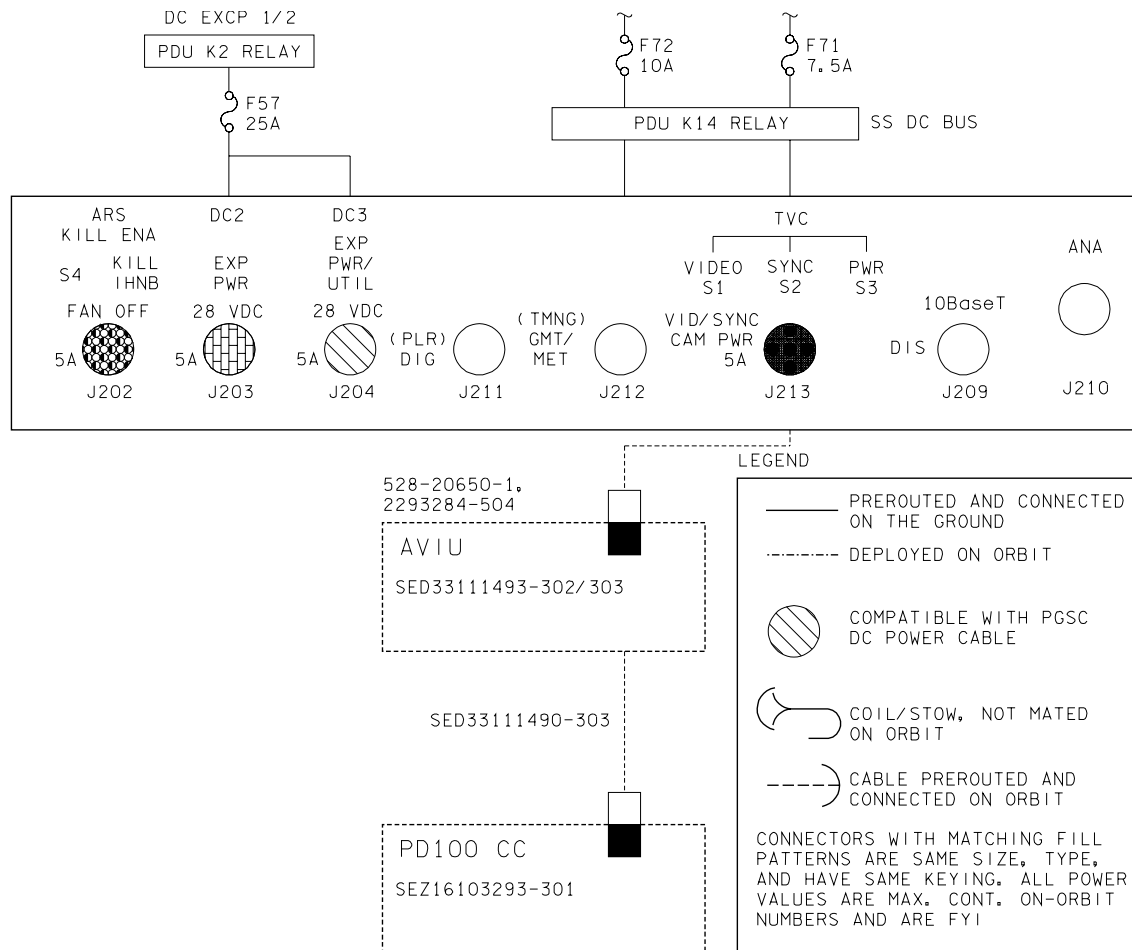 DC EXCP 1/2
PDU K2 RELAY
F57
25A
F72
10A
F71
7.5A
PDU K14 RELAY
SS DC BUS
ARS
KILL ENA
S4
KILL
IHNB
FAN OFF
5A
J202
DC2
EXP
PWR
28 VDC
5A
J203
DC3
EXP
PWR/
UTIL
28 VDC
5A
J204
(PLR)
DIG
J211
(TMNG)
GMT/
MET
J212
TVC
VIDEO
S1
SYNC
S2
PWR
S3
VID/SYNC
CAM PWR
5A
J213
10BaseT
DIS
J209
ANA
J210
528-20650-1,
2293284-504
AVIU
SED33111493-302/303
SED33111490-303
PD100 CC
SEZ16103293-301
LEGEND
PREROUTED AND CONNECTED
ON THE GROUND
DEPLOYED ON ORBIT
COMPATIBLE WITH PGSC
DC POWER CABLE
COIL/STOW, NOT MATED
ON ORBIT
CABLE PREROUTED AND
CONNECTED ON ORBIT
CONNECTORS WITH MATCHING FILL
PATTERNS ARE SAME SIZE, TYPE,
AND HAVE SAME KEYING. ALL POWER
VALUES ARE MAX. CONT. ON-ORBIT
NUMBERS AND ARE FYI